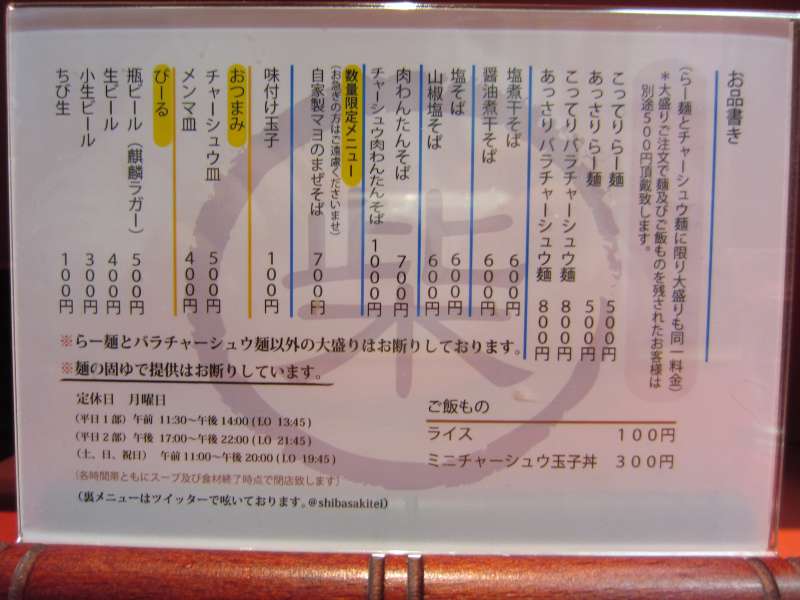 お品書き
（らー麺とチャーシュウ麺に限り大盛りも同一料金）
＊大盛りご注文で麺及びご飯ものを残されたお客様は
別途５００円頂戴致します。
こってりらー麺 ５００円
あっさりらー麺 ５００円
こってりバラチャーシュウ麺 ８００円
あっさりバラチャーシュウ麺 ８００円
塩煮干そば ６００円
醤油煮干そば ６００円
塩そば ６００円
山椒塩そば ６００円
肉わんたんそば ７００円
チャーシュウ肉わんたんそば １０００円
数量限定メニュー
（お急ぎの方はご遠慮くださいませ）
自家製マヨのまぜそば ７００円
味付け玉子 １００円
おつまみ
チャーシュウ皿 ５００円
メンマ皿 ４００円
びーる
瓶ビール（麒麟ラガー） ５００円
生ビール ４００円
小生ビール ３００円
ちび生 １００円
柴
※らー麺とバラチャーシュウ麺以外の大盛りはお断りしております。
※麺の固ゆで提供はお断りしています。
定休日 月曜日
（平日１部）午前 11:30〜午後 14:00 (L.O 13:45)
（平日２部）午後 17:00〜午後 22:00 (L.O 21:45)
（土、日、祝日） 午前 11:00〜午後 20:00 (L.O 19:45)
（各時間帯ともにスープ及び食材終了時点で閉店致します）
（裏メニューはツイッターで呟いております。@shibasakitei）
ご飯もの
ライス １００円
ミニチャーシュウ玉子丼 ３００円